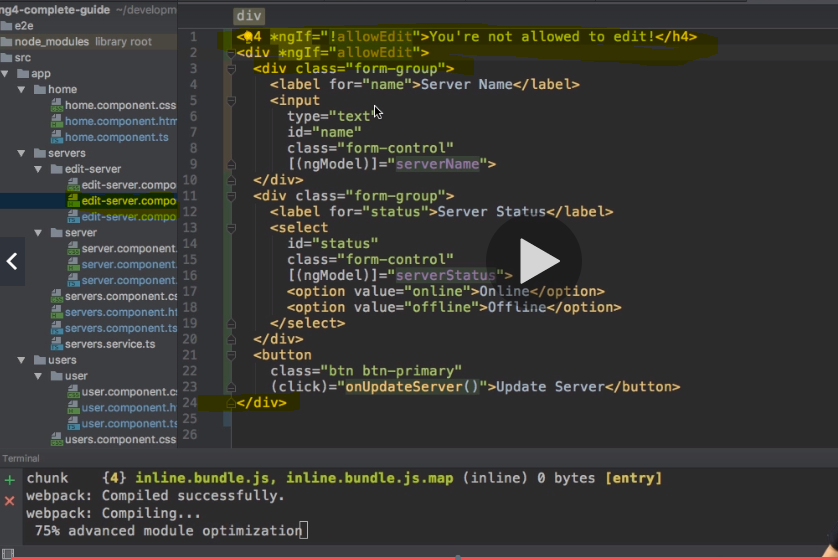 ng4-complete-guide ~/developm
e2e
node_modules library root
src
app
home
home.component.css
home.component.htm
home.component.ts
servers
edit-server
edit-server.compo
edit-server.compo
edit-server.compo
server
server.component.
server.component.
server.component.
servers.component.cs
servers.component.ht
servers.component.ts
servers.service.ts
users
user
user.component.c
user.component.h
user.component.t
users.component.css
div
1 <h4 *ngIf="!allowEdit">You're not allowed to edit!</h4>
2 <div *ngIf="allowEdit">
3 <div class="form-group">
4 <label for="name">Server Name</label>
5 <input
6 type="text"
7 id="name"
8 class="form-control"
9 [(ngModel)]="serverName">
10 </div>
11 <div class="form-group">
12 <label for="status">Server Status</label>
13 <select
14 id="status"
15 class="form-control"
16 [(ngModel)]="serverStatus">
17 <option value="online">Online</option>
18 <option value="offline">Offline</option>
19 </select>
20 </div>
21 <button
22 class="btn btn-primary"
23 (click)="onUpdateServer()">Update Server</button>
24 </div>
25
26
Terminal
chunk {4} inline.bundle.js, inline.bundle.js.map (inline) 0 bytes [entry]
webpack: Compiled successfully.
webpack: Compiling...
75% advanced module optimization